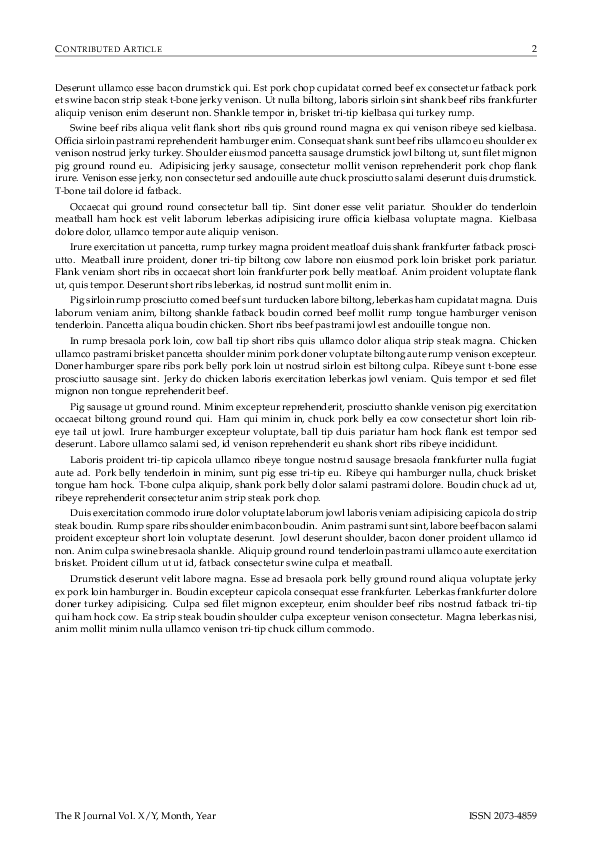 CONTRIBUTED ARTICLE 2
Deserunt ullamco esse bacon drumstick qui. Est pork chop cupidatat corned beef ex consectetur fatback pork
et swine bacon strip steak t-bone jerky venison. Ut nulla biltong, laboris sirloin sint shank beef ribs frankfurter
aliquip venison enim deserunt non. Shankle tempor in, brisket tri-tip kielbasa qui turkey rump.
Swine beef ribs aliqua velit flank short ribs quis ground round magna ex qui venison ribeye sed kielbasa.
Officia sirloin pastrami reprehenderit hamburger enim. Consequat shank sunt beef ribs ullamco eu shoulder ex
venison nostrud jerky turkey. Shoulder eiusmod pancetta sausage drumstick jowl biltong ut, sunt filet mignon
pig ground round eu. Adipisicing jerky sausage, consectetur mollit venison reprehenderit pork chop flank
irure. Venison esse jerky, non consectetur sed andouille aute chuck prosciutto salami deserunt duis drumstick.
T-bone tail dolore id fatback.
Occaecat qui ground round consectetur ball tip. Sint doner esse velit pariatur. Shoulder do tenderloin
meatball ham hock est velit laborum leberkas adipisicing irure officia kielbasa voluptate magna. Kielbasa
dolore dolor, ullamco tempor aute aliquip venison.
Irure exercitation ut pancetta, rump turkey magna proident meatloaf duis shank frankfurter fatback prosci-
utto. Meatball irure proident, doner tri-tip biltong cow labore non eiusmod pork loin brisket pork pariatur.
Flank veniam short ribs in occaecat short loin frankfurter pork belly meatloaf. Anim proident voluptate flank
ut, quis tempor. Deserunt short ribs leberkas, id nostrud sunt mollit enim in.
Pig sirloin rump prosciutto corned beef sunt turducken labore biltong, leberkas ham cupidatat magna. Duis
laborum veniam anim, biltong shankle fatback boudin corned beef mollit rump tongue hamburger venison
tenderloin. Pancetta aliqua boudin chicken. Short ribs beef pastrami jowl est andouille tongue non.
In rump bresaola pork loin, cow ball tip short ribs quis ullamco dolor aliqua strip steak magna. Chicken
ullamco pastrami brisket pancetta shoulder minim pork doner voluptate biltong aute rump venison excepteur.
Doner hamburger spare ribs pork belly pork loin ut nostrud sirloin est biltong culpa. Ribeye sunt t-bone esse
prosciutto sausage sint. Jerky do chicken laboris exercitation leberkas jowl veniam. Quis tempor et sed filet
mignon non tongue reprehenderit beef.
Pig sausage ut ground round. Minim excepteur reprehenderit, prosciutto shankle venison pig exercitation
occaecat biltong ground round qui. Ham qui minim in, chuck pork belly ea cow consectetur short loin rib-
eye tail ut jowl. Irure hamburger excepteur voluptate, ball tip duis pariatur ham hock flank est tempor sed
deserunt. Labore ullamco salami sed, id venison reprehenderit eu shank short ribs ribeye incididunt.
Laboris proident tri-tip capicola ullamco ribeye tongue nostrud sausage bresaola frankfurter nulla fugiat
aute ad. Pork belly tenderloin in minim, sunt pig esse tri-tip eu. Ribeye qui hamburger nulla, chuck brisket
tongue ham hock. T-bone culpa aliquip, shank pork belly dolor salami pastrami dolore. Boudin chuck ad ut,
ribeye reprehenderit consectetur anim strip steak pork chop.
Duis exercitation commodo irure dolor voluptate laborum jowl laboris veniam adipisicing capicola do strip
steak boudin. Rump spare ribs shoulder enim bacon boudin. Anim pastrami sunt sint, labore beef bacon salami
proident excepteur short loin voluptate deserunt. Jowl deserunt shoulder, bacon doner proident ullamco id
non. Anim culpa swine bresaola shankle. Aliquip ground round tenderloin pastrami ullamco aute exercitation
brisket. Proident cillum ut ut id, fatback consectetur swine culpa et meatball.
Drumstick deserunt velit labore magna. Esse ad bresaola pork belly ground round aliqua voluptate jerky
ex pork loin hamburger in. Boudin excepteur capicola consequat esse frankfurter. Leberkas frankfurter dolore
doner turkey adipisicing. Culpa sed filet mignon excepteur, enim shoulder beef ribs nostrud fatback tri-tip
qui ham hock cow. Ea strip steak boudin shoulder culpa excepteur venison consectetur. Magna leberkas nisi,
anim mollit minim nulla ullamco venison tri-tip chuck cillum commodo.
The R Journal Vol. X/Y, Month, Year ISSN 2073-4859